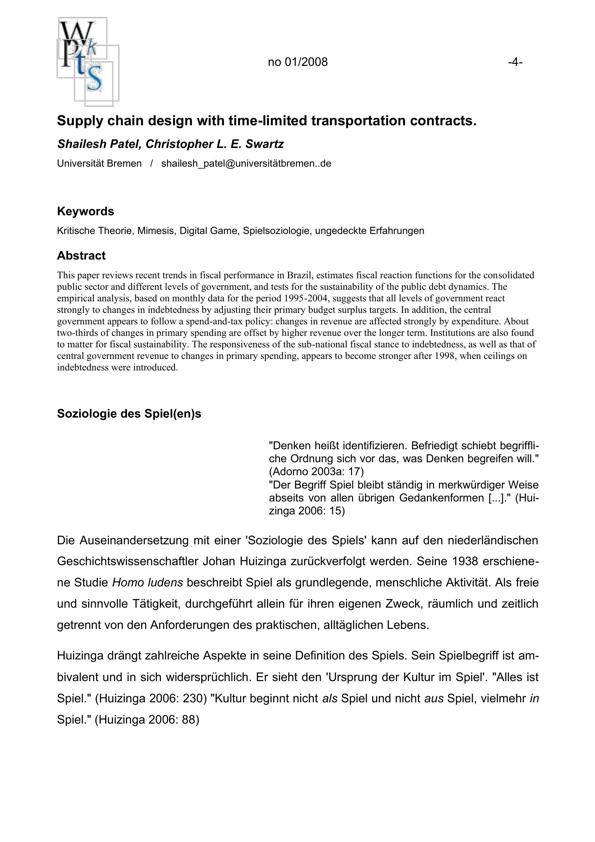 W
Pkts
no 01/2008 -4-
Supply chain design with time-limited transportation contracts.
Shailesh Patel, Christopher L. E. Swartz
Universität Bremen / shailesh_patel@universitätbremen..de
Keywords
Kritische Theorie, Mimesis, Digital Game, Spielsoziologie, ungedeckte Erfahrungen
Abstract
This paper reviews recent trends in fiscal performance in Brazil, estimates fiscal reaction functions for the consolidated
public sector and different levels of government, and tests for the sustainability of the public debt dynamics. The
empirical analysis, based on monthly data for the period 1995-2004, suggests that all levels of government react
strongly to changes in indebtedness by adjusting their primary budget surplus targets. In addition, the central
government appears to follow a spend-and-tax policy: changes in revenue are affected strongly by expenditure. About
two-thirds of changes in primary spending are offset by higher revenue over the longer term. Institutions are also found
to matter for fiscal sustainability. The responsiveness of the sub-national fiscal stance to indebtedness, as well as that of
central government revenue to changes in primary spending, appears to become stronger after 1998, when ceilings on
indebtedness were introduced.
Soziologie des Spiel(en)s
"Denken heißt identifizieren. Befriedigt schiebt begriffli-
che Ordnung sich vor das, was Denken begreifen will."
(Adorno 2003a: 17)
"Der Begriff Spiel bleibt ständig in merkwürdiger Weise
abseits von allen übrigen Gedankenformen [...]." (Hui-
zinga 2006: 15)
Die Auseinandersetzung mit einer 'Soziologie des Spiels' kann auf den niederländischen
Geschichtswissenschaftler Johan Huizinga zurückverfolgt werden. Seine 1938 erschiene-
ne Studie Homo ludens beschreibt Spiel als grundlegende, menschliche Aktivität. Als freie
und sinnvolle Tätigkeit, durchgeführt allein für ihren eigenen Zweck, räumlich und zeitlich
getrennt von den Anforderungen des praktischen, alltäglichen Lebens.
Huizinga drängt zahlreiche Aspekte in seine Definition des Spiels. Sein Spielbegriff ist am-
bivalent und in sich widersprüchlich. Er sieht den 'Ursprung der Kultur im Spiel'. "Alles ist
Spiel." (Huizinga 2006: 230) "Kultur beginnt nicht als Spiel und nicht aus Spiel, vielmehr in
Spiel." (Huizinga 2006: 88)